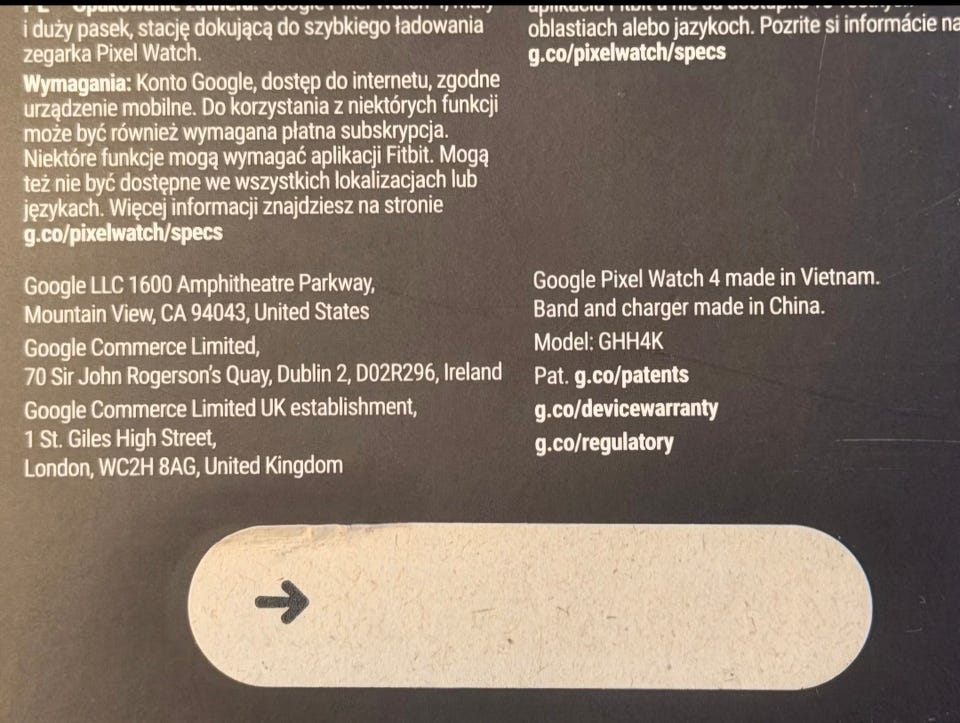 i duży pasek, stację dokującą do szybkiego ładowania
zegarka Pixel Watch.
Wymagania: Konto Google, dostęp do internetu, zgodne
urządzenie mobilne. Do korzystania z niektórych funkcji
może być również wymagana płatna subskrypcja.
Niektóre funkcje mogą wymagać aplikacji Fitbit. Mogą
też nie być dostępne we wszystkich lokalizacjach lub
językach. Więcej informacji znajdziesz na stronie
g.co/pixelwatch/specs
oblastiach alebo jazykoch. Pozrite si informácie na
g.co/pixelwatch/specs
Google LLC 1600 Amphitheatre Parkway,
Mountain View, CA 94043, United States
Google Commerce Limited,
70 Sir John Rogerson's Quay, Dublin 2, D02R296, Ireland
Google Commerce Limited UK establishment,
1 St. Giles High Street,
London, WC2H 8AG, United Kingdom
Google Pixel Watch 4 made in Vietnam.
Band and charger made in China.
Model: GHH4K
Pat. g.co/patents
g.co/devicewarranty
g.co/regulatory